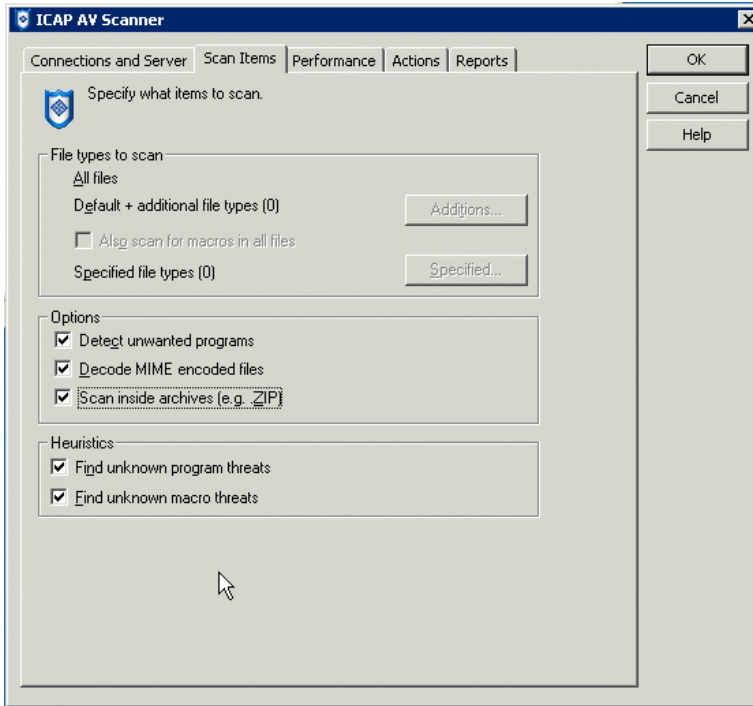 ICAP AV Scanner
Connections and Server Scan Items Performance Actions Reports
OK
Cancel
Help
Specify what items to scan.
File types to scan
All files
Default + additional file types (0)
Additions...
Also scan for macros in all files
Specified file types (0)
Specified...
Options
Detect unwanted programs
Decode MIME encoded files
Scan inside archives (e.g. .ZIP)
Heuristics
Find unknown program threats
Find unknown macro threats